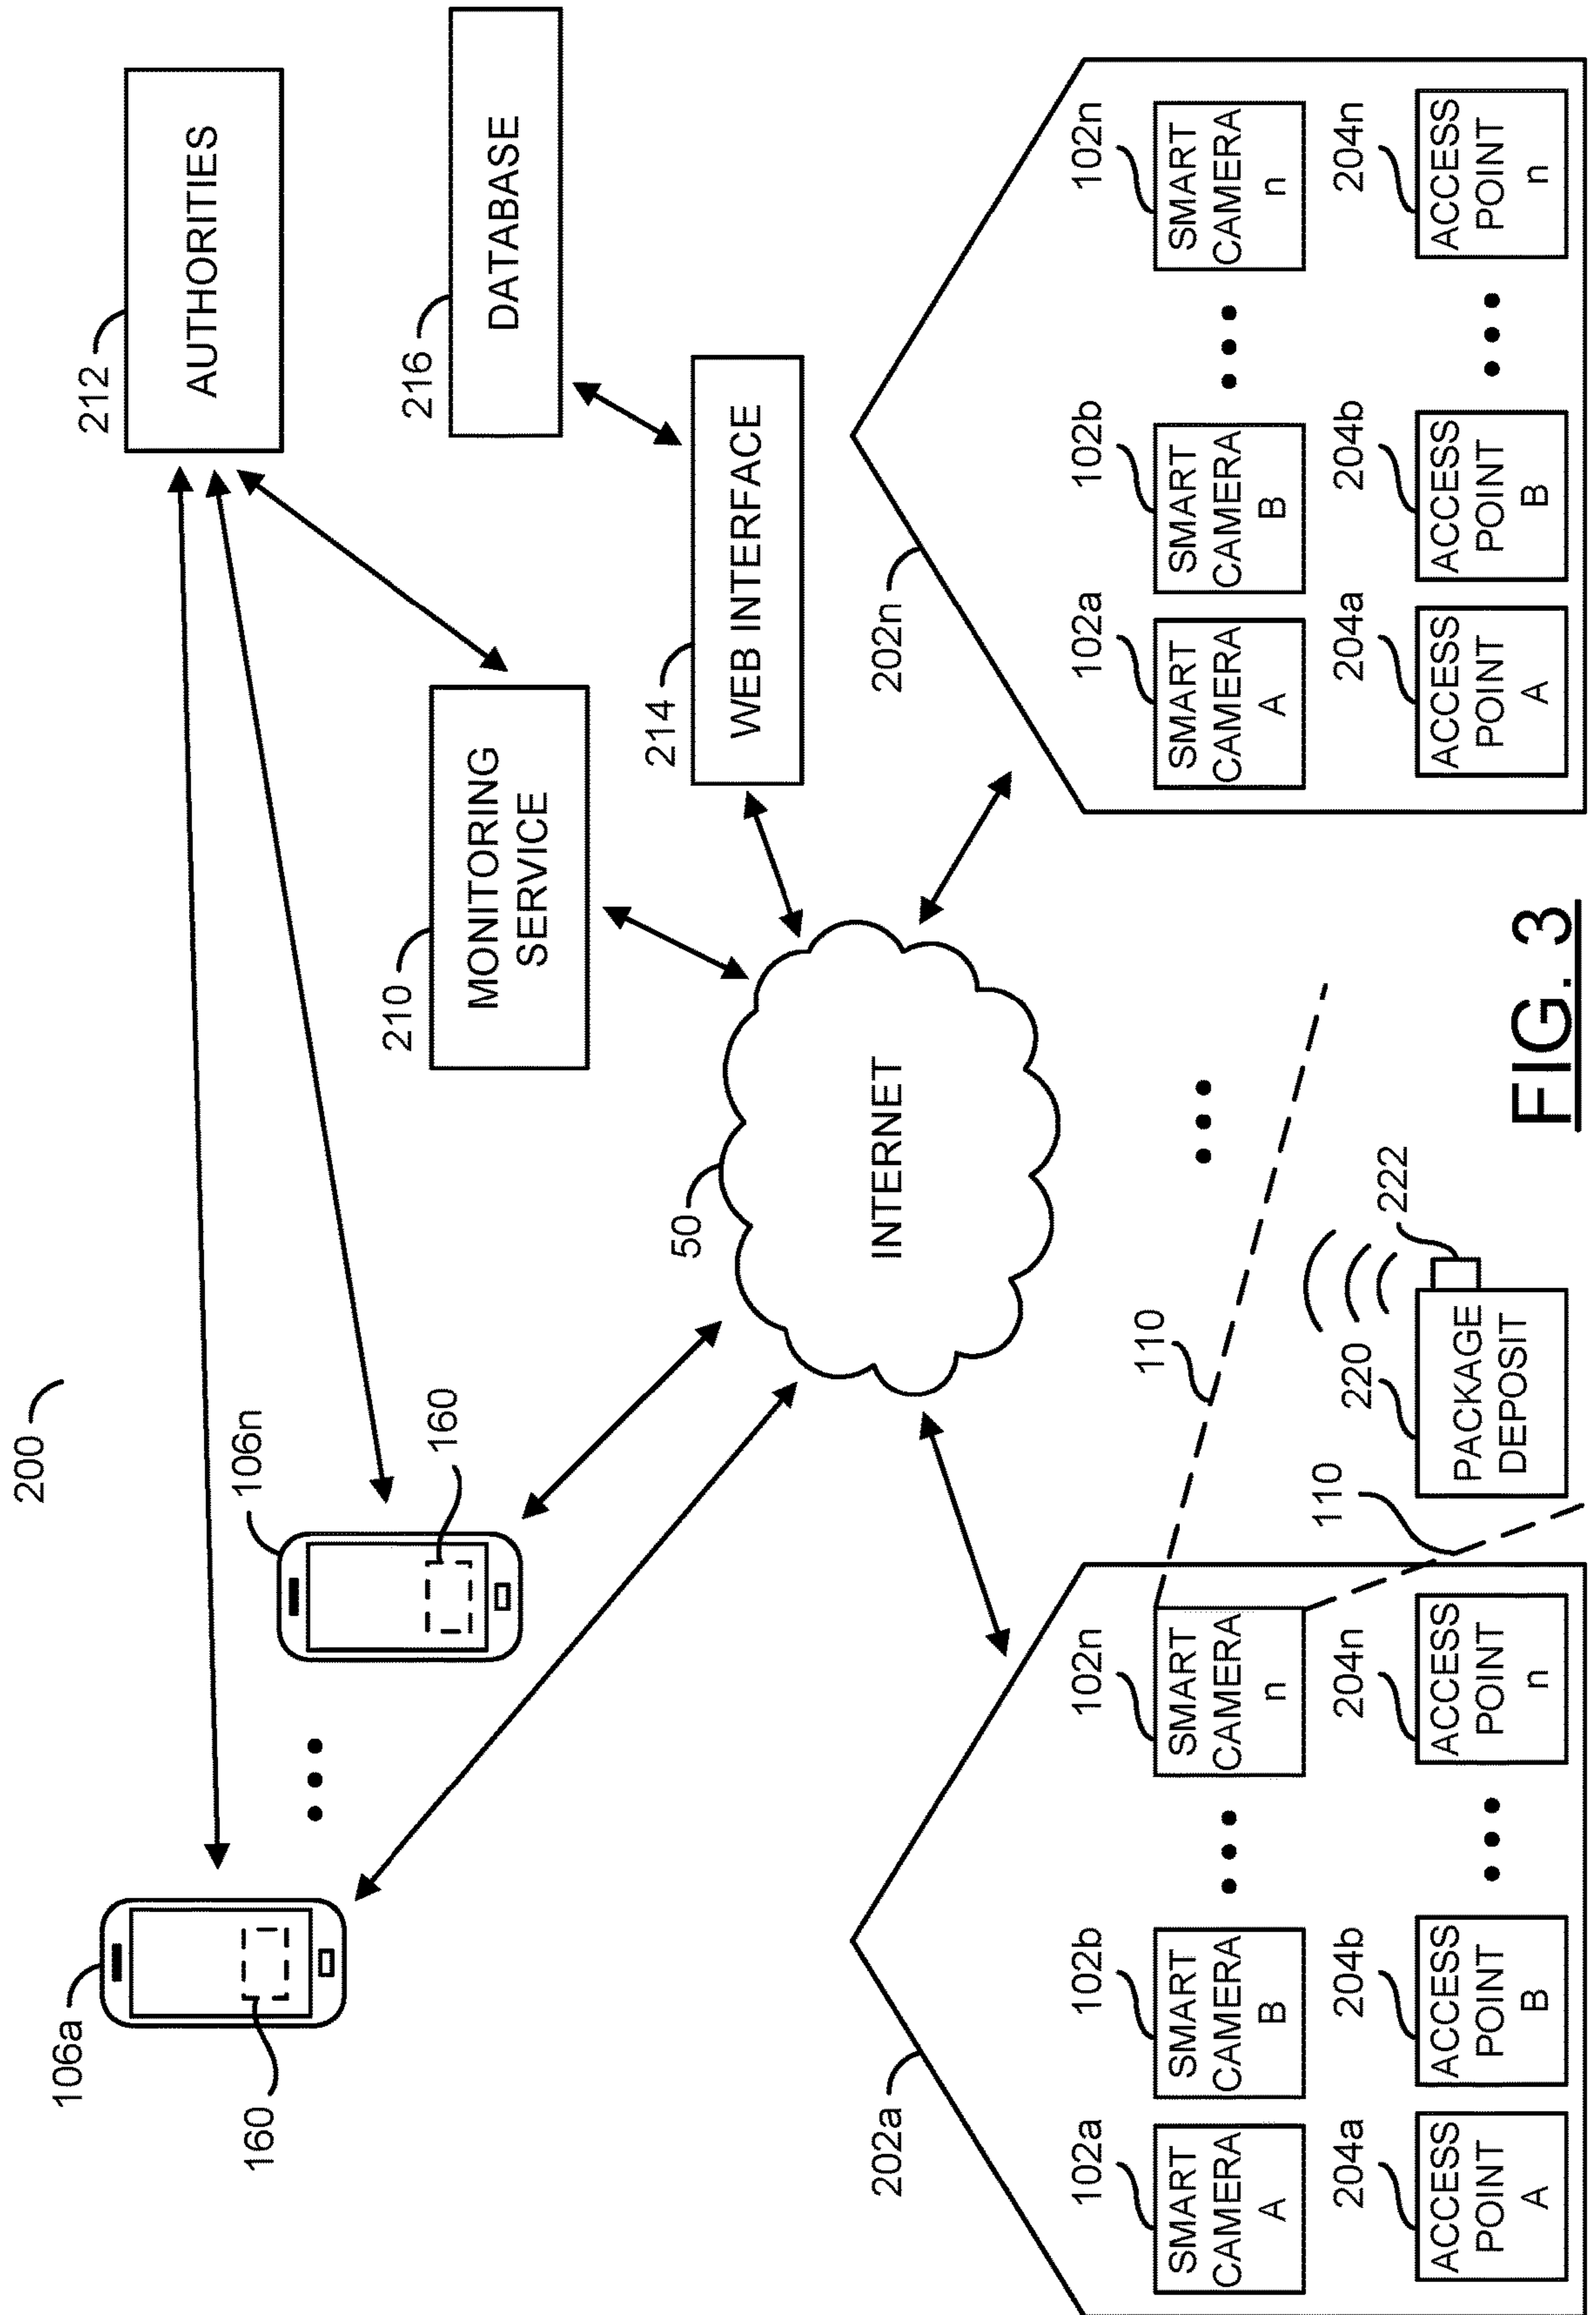 200
106a
160
106n
160
212
AUTHORITIES
210
MONITORING
SERVICE
216
DATABASE
214
WEB INTERFACE
50
INTERNET
202a
102a
SMART
CAMERA
A
102b
SMART
CAMERA
B
102n
SMART
CAMERA
n
204a
ACCESS
POINT
A
204b
ACCESS
POINT
B
204n
ACCESS
POINT
n
110
110
220
PACKAGE
DEPOSIT
222
202n
102a
SMART
CAMERA
A
102b
SMART
CAMERA
B
102n
SMART
CAMERA
n
204a
ACCESS
POINT
A
204b
ACCESS
POINT
B
204n
ACCESS
POINT
n
FIG. 3